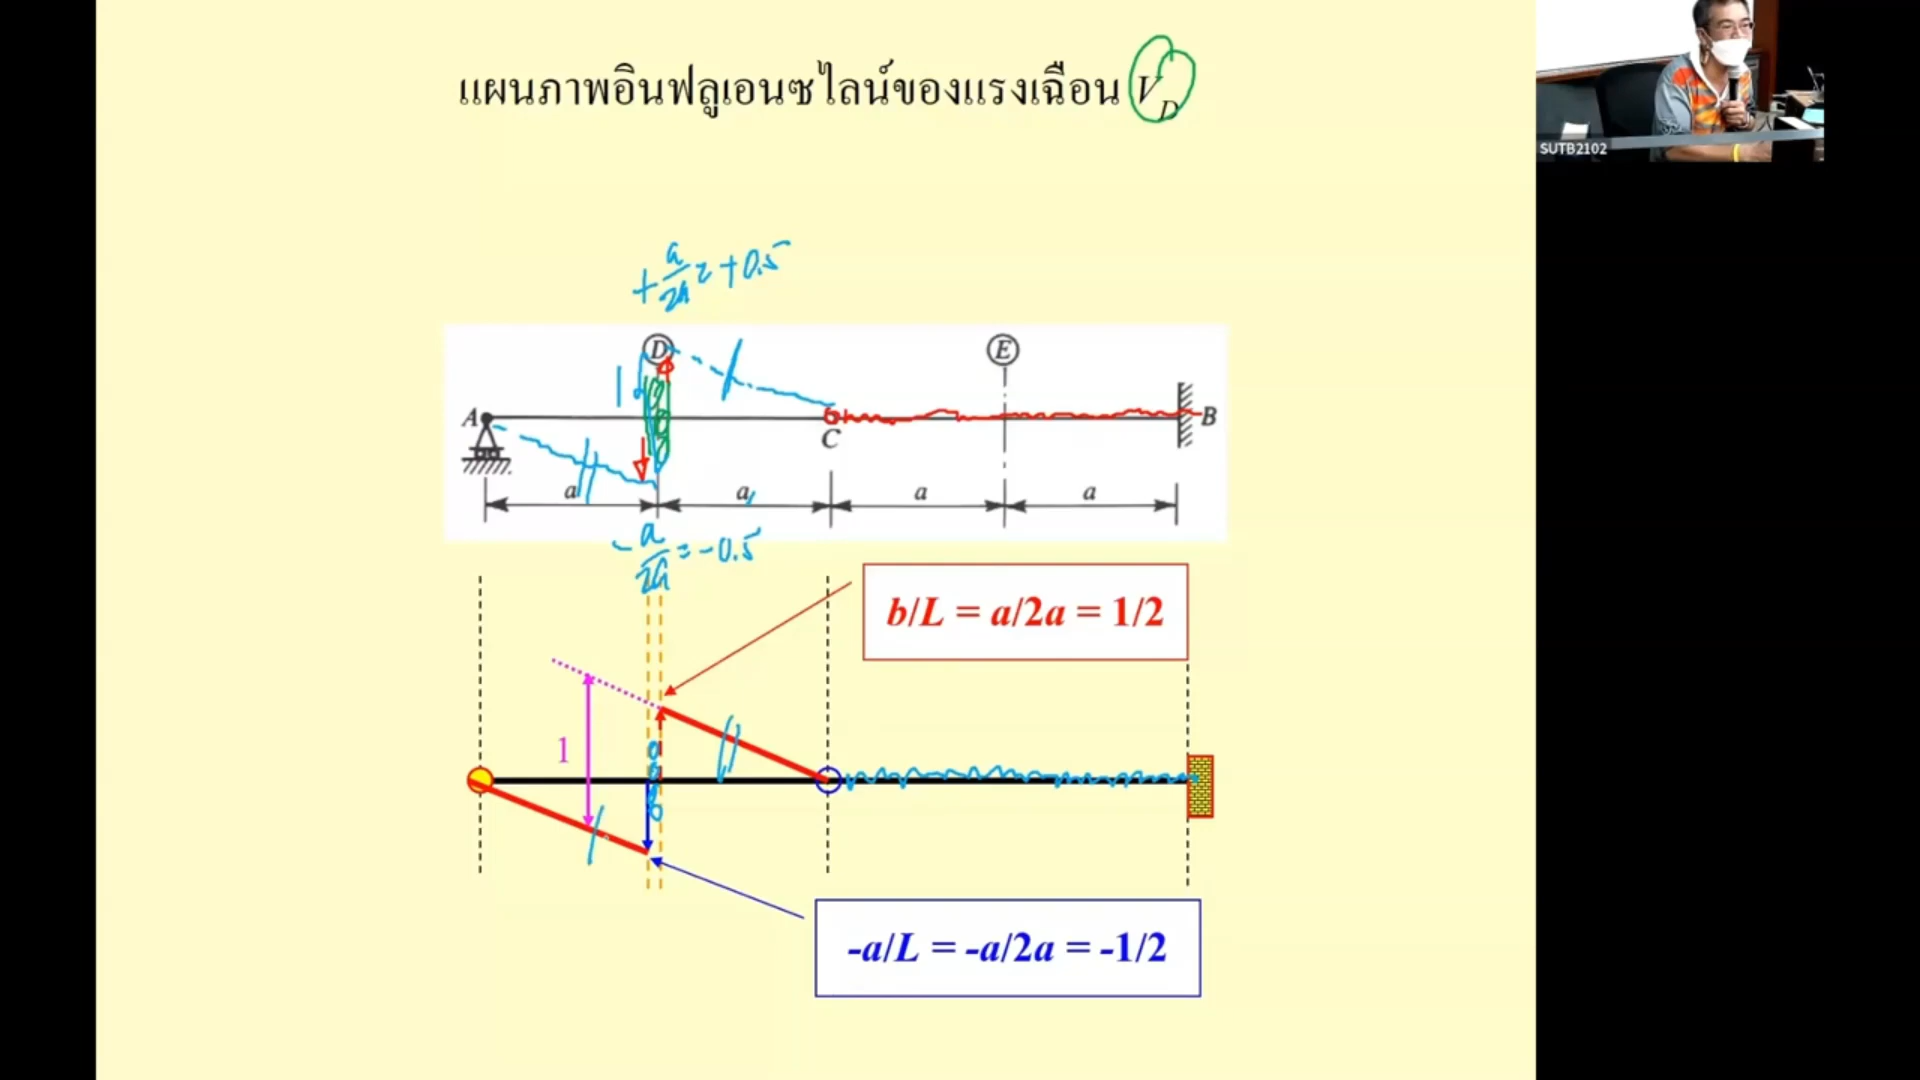 แผนภาพอินฟลูเอนซไลน์ของแรงเฉือน V_D
SUTB2102
+a/2a = +0.5
D
E
1
A
C
B
a
a
a
a
-a/2a = -0.5
b/L = a/2a = 1/2
1
-a/L = -a/2a = -1/2